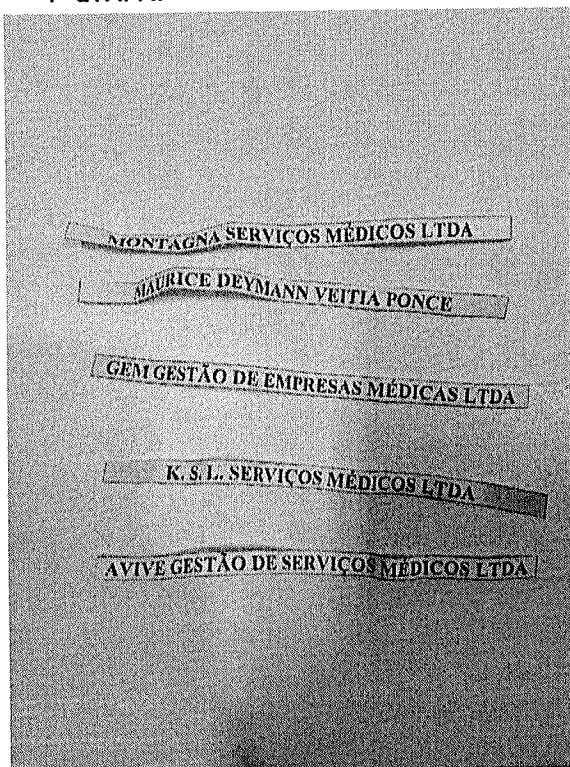 MONTAGNA SERVIÇOS MÉDICOS LTDA
MAURICE DEYMANN VEITIA PONCE
GEM GESTÃO DE EMPRESAS MÉDICAS LTDA
K. S. L. SERVIÇOS MÉDICOS LTDA
AVIVE GESTÃO DE SERVIÇOS MÉDICOS LTDA